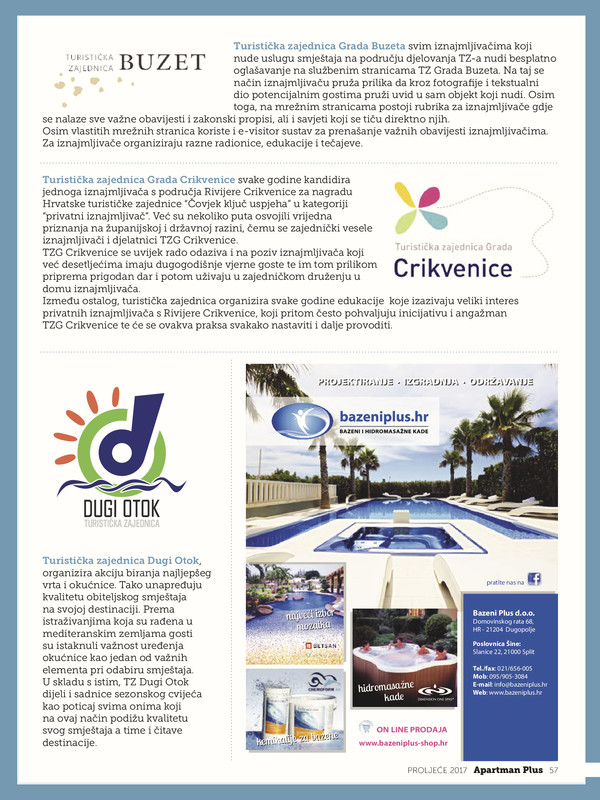 TURISTIČKA
ZAJEDNICA
BUZET
Turistička zajednica Grada Buzeta svim iznajmljivačima koji
nude uslugu smještaja na području djelovanja TZ-a nudi besplatno
oglašavanje na službenim stranicama TZ Grada Buzeta. Na taj se
način iznajmljivaču pruža prilika da kroz fotografije i tekstualni
dio potencijalnim gostima pruži uvid u sam objekt koji nudi. Osim
toga, na mrežnim stranicama postoji rubrika za iznajmljivače gdje
se nalaze sve važne obavijesti i zakonski propisi, ali i savjeti koji se tiču direktno njih.
Osim vlastitih mrežnih stranica koriste i e-visitor sustav za prenašanje važnih obavijesti iznajmljivačima.
Za iznajmljivače organiziraju razne radionice, edukacije i tečajeve.
Turistička zajednica Grada Crikvenice svake godine kandidira
jednoga iznajmljivača s područja Rivijere Crikvenice za nagradu
Hrvatske turističke zajednice "Čovjek ključ uspjeha" u kategoriji
"privatni iznajmljivač". Već su nekoliko puta osvojili vrijedna
priznanja na županijskoj i državnoj razini, čemu se zajednički vesele
iznajmljivači i djelatnici TZG Crikvenice.
TZG Crikvenice se uvijek rado odaziva i na poziv iznajmljivača koji
već desetljećima imaju dugogodišnje vjerne goste te im tom prilikom
priprema prigodan dar i potom uživaju u zajedničkom druženju u
domu iznajmljivača.
Između ostalog, turistička zajednica organizira svake godine edukacije koje izazivaju veliki interes
privatnih iznajmljivača s Rivijere Crikvenice, koji pritom često pohvaljuju inicijativu i angažman
TZG Crikvenice te će se ovakva praksa svakako nastaviti i dalje provoditi.
Turistička zajednica Grada
Crikvenice
DUGI OTOK
TURISTIČKA ZAJEDNICA
Turistička zajednica Dugi Otok,
organizira akciju biranja najljepšeg
vrta i okućnice. Tako unapređuju
kvalitetu obiteljskog smještaja
na svojoj destinaciji. Prema
istraživanjima koja su rađena u
mediteranskim zemljama gosti
su istaknuli važnost uređenja
okućnice kao jedan od važnih
elementa pri odabiru smještaja.
U skladu s istim, TZ Dugi Otok
dijeli i sadnice sezonskog cvijeća
kao poticaj svima onima koji
na ovaj način podižu kvalitetu
svog smještaja a time i čitave
destinacije.
PROJEKTIRANJE • IZGRADNJA • ODRŽAVANJE
bazeniplus.hr
BAZENI I HIDROMASAŽNE KADE
pratite nas na
najveći izbor
mozaika
hidromasažne
kade
DIMENSION ONE SPAS
CHEMOFORM
kemikalije za bazene
ON LINE PRODAJA
www.bazeniplus-shop.hr
Bazeni Plus d.o.o.
Domovinskog rata 68,
HR - 21204 Dugopolje
Poslovnica Šine:
Slanice 22, 21000 Split
Tel./fax: 021/656-005
Mob: 095/905-3084
E-mail: info@bazeniplus.hr
Web: www.bazeniplus.hr
PROLJEĆE 2017 Apartman Plus 57